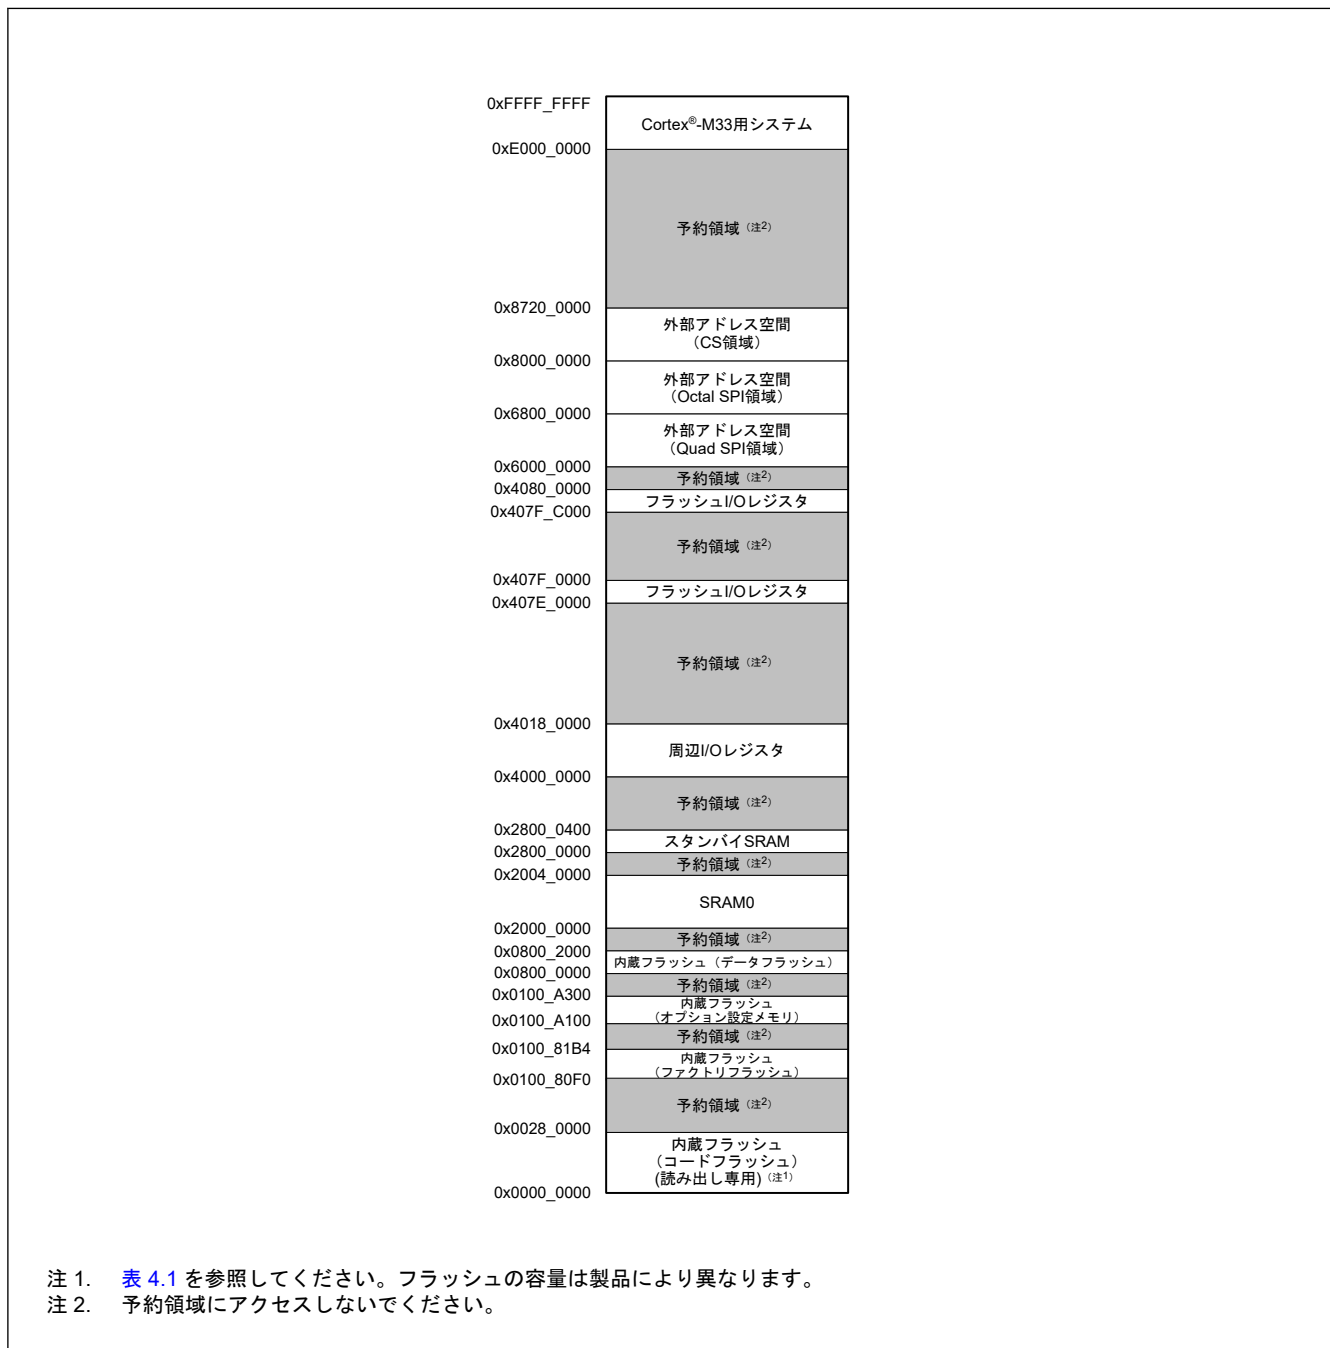 0xFFFF_FFFF
Cortex®-M33用システム
0xE000_0000
予約領域（注2）
0x8720_0000
外部アドレス空間
（CS領域）
0x8000_0000
外部アドレス空間
（Octal SPI領域）
0x6800_0000
外部アドレス空間
（Quad SPI領域）
0x6000_0000
予約領域（注2）
0x4080_0000
フラッシュI/Oレジスタ
0x407F_C000
予約領域（注2）
0x407F_0000
フラッシュI/Oレジスタ
0x407E_0000
予約領域（注2）
0x4018_0000
周辺I/Oレジスタ
0x4000_0000
予約領域（注2）
0x2800_0400
スタンバイSRAM
0x2800_0000
予約領域（注2）
0x2004_0000
SRAM0
0x2000_0000
予約領域（注2）
0x0800_2000
内蔵フラッシュ（データフラッシュ）
0x0800_0000
予約領域（注2）
0x0100_A300
内蔵フラッシュ
（オプション設定メモリ）
0x0100_A100
予約領域（注2）
0x0100_81B4
内蔵フラッシュ
（ファクトリフラッシュ）
0x0100_80F0
予約領域（注2）
0x0028_0000
内蔵フラッシュ
（コードフラッシュ）
(読み出し専用)（注1）
0x0000_0000
注 1. 表 4.1 を参照してください。フラッシュの容量は製品により異なります。
注 2. 予約領域にアクセスしないでください。